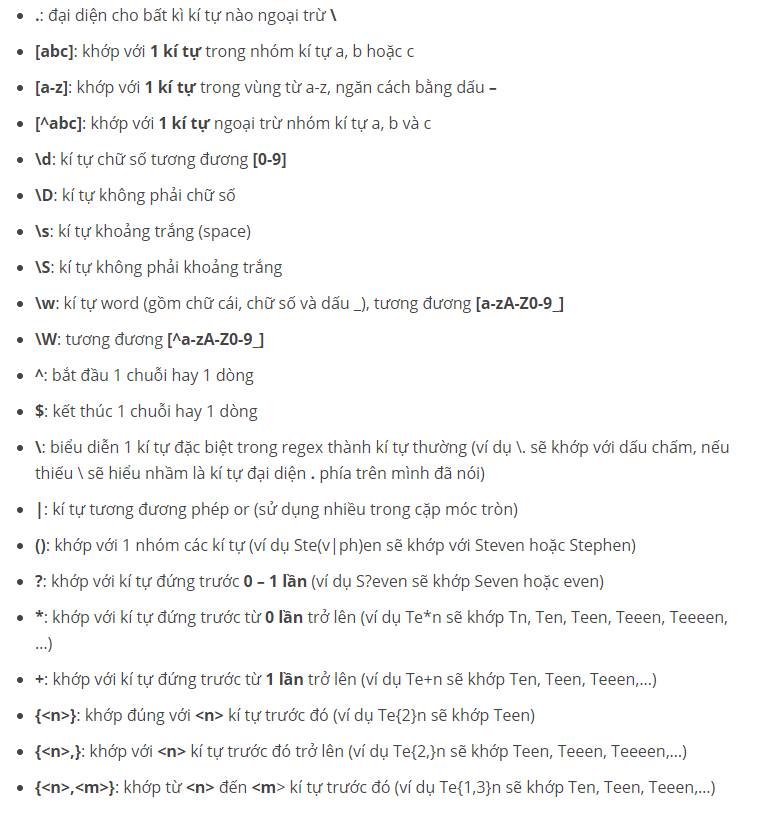 • .: đại diện cho bất kì kí tự nào ngoại trừ \
• [abc]: khớp với 1 kí tự trong nhóm kí tự a, b hoặc c
• [a-z]: khớp với 1 kí tự trong vùng từ a-z, ngăn cách bằng dấu –
• [^abc]: khớp với 1 kí tự ngoại trừ nhóm kí tự a, b và c
• \d: kí tự chữ số tương đương [0-9]
• \D: kí tự không phải chữ số
• \s: kí tự khoảng trắng (space)
• \S: kí tự không phải khoảng trắng
• \w: kí tự word (gồm chữ cái, chữ số và dấu _), tương đương [a-zA-Z0-9_]
• \W: tương đương [^a-zA-Z0-9_]
• ^: bắt đầu 1 chuỗi hay 1 dòng
• $: kết thúc 1 chuỗi hay 1 dòng
• \: biểu diễn 1 kí tự đặc biệt trong regex thành kí tự thường (ví dụ \. sẽ khớp với dấu chấm, nếu
thiếu \ sẽ hiểu nhầm là kí tự đại diện . phía trên mình đã nói)
• |: kí tự tương đương phép or (sử dụng nhiều trong cặp móc tròn)
• (): khớp với 1 nhóm các kí tự (ví dụ Ste(v|ph)en sẽ khớp với Steven hoặc Stephen)
• ?: khớp với kí tự đứng trước 0 – 1 lần (ví dụ S?even sẽ khớp Seven hoặc even)
• *: khớp với kí tự đứng trước từ 0 lần trở lên (ví dụ Te*n sẽ khớp Tn, Ten, Teen, Teeen, Teeeen,
…)
• +: khớp với kí tự đứng trước từ 1 lần trở lên (ví dụ Te+n sẽ khớp Ten, Teen, Teeen,…)
• {<n>}: khớp đúng với <n> kí tự trước đó (ví dụ Te{2}n sẽ khớp Teen)
• {<n>,}: khớp với <n> kí tự trước đó trở lên (ví dụ Te{2,}n sẽ khớp Teen, Teeen, Teeeen,…)
• {<n>,<m>}: khớp từ <n> đến <m> kí tự trước đó (ví dụ Te{1,3}n sẽ khớp Ten, Teen, Teeen,…)